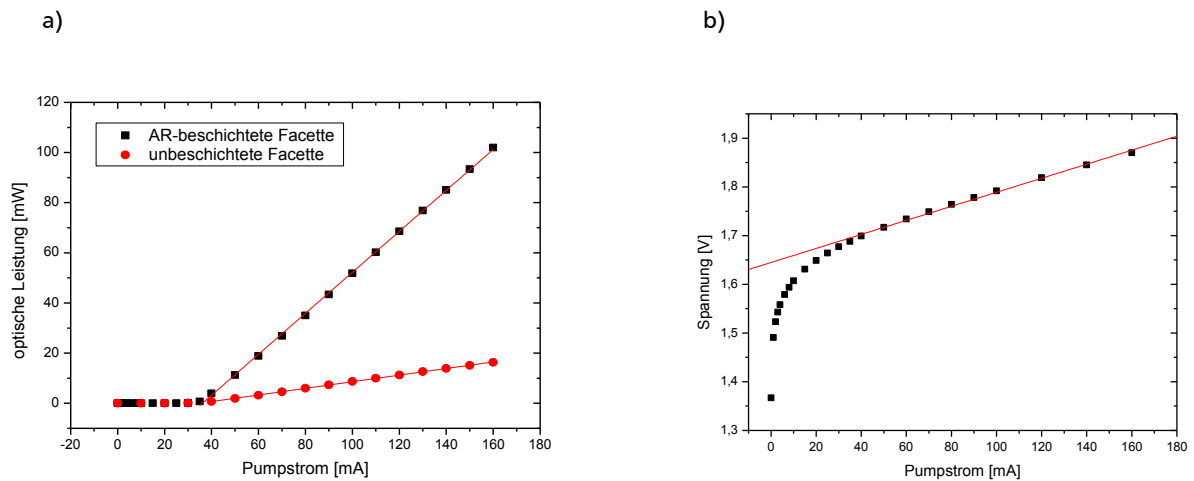 a)
b)
120
100
80
60
40
20
0
optische Leistung [mW]
AR-beschichtete Facette
unbeschichtete Facette
-20 0 20 40 60 80 100 120 140 160 180
Pumpstrom [mA]
1,9
1,8
1,7
1,6
1,5
1,4
1,3
Spannung [V]
0 20 40 60 80 100 120 140 160 180
Pumpstrom [mA]